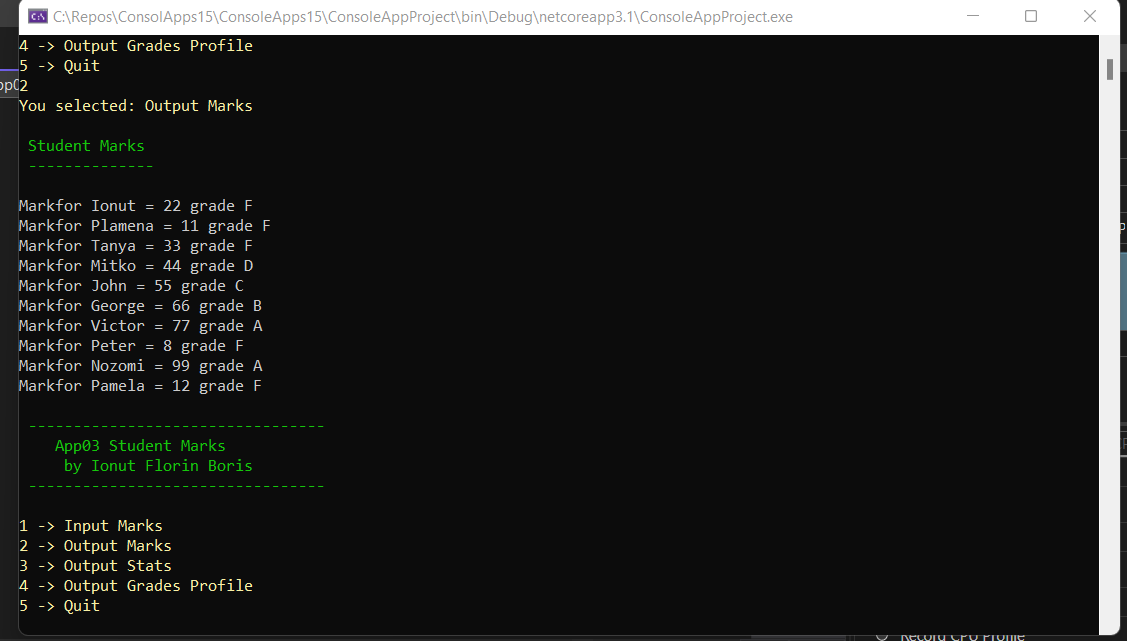 C:\Repos\ConsolApps15\ConsoleApps15\ConsoleAppProject\bin\Debug\netcoreapp3.1\ConsoleAppProject.exe
4 -> Output Grades Profile
5 -> Quit
2
You selected: Output Marks
Student Marks
--------------
Markfor Ionut = 22 grade F
Markfor Plamena = 11 grade F
Markfor Tanya = 33 grade F
Markfor Mitko = 44 grade D
Markfor John = 55 grade C
Markfor George = 66 grade B
Markfor Victor = 77 grade A
Markfor Peter = 8 grade F
Markfor Nozomi = 99 grade A
Markfor Pamela = 12 grade F
---------------------------------
App03 Student Marks
by Ionut Florin Boris
---------------------------------
1 -> Input Marks
2 -> Output Marks
3 -> Output Stats
4 -> Output Grades Profile
5 -> Quit
Record CPU Profile